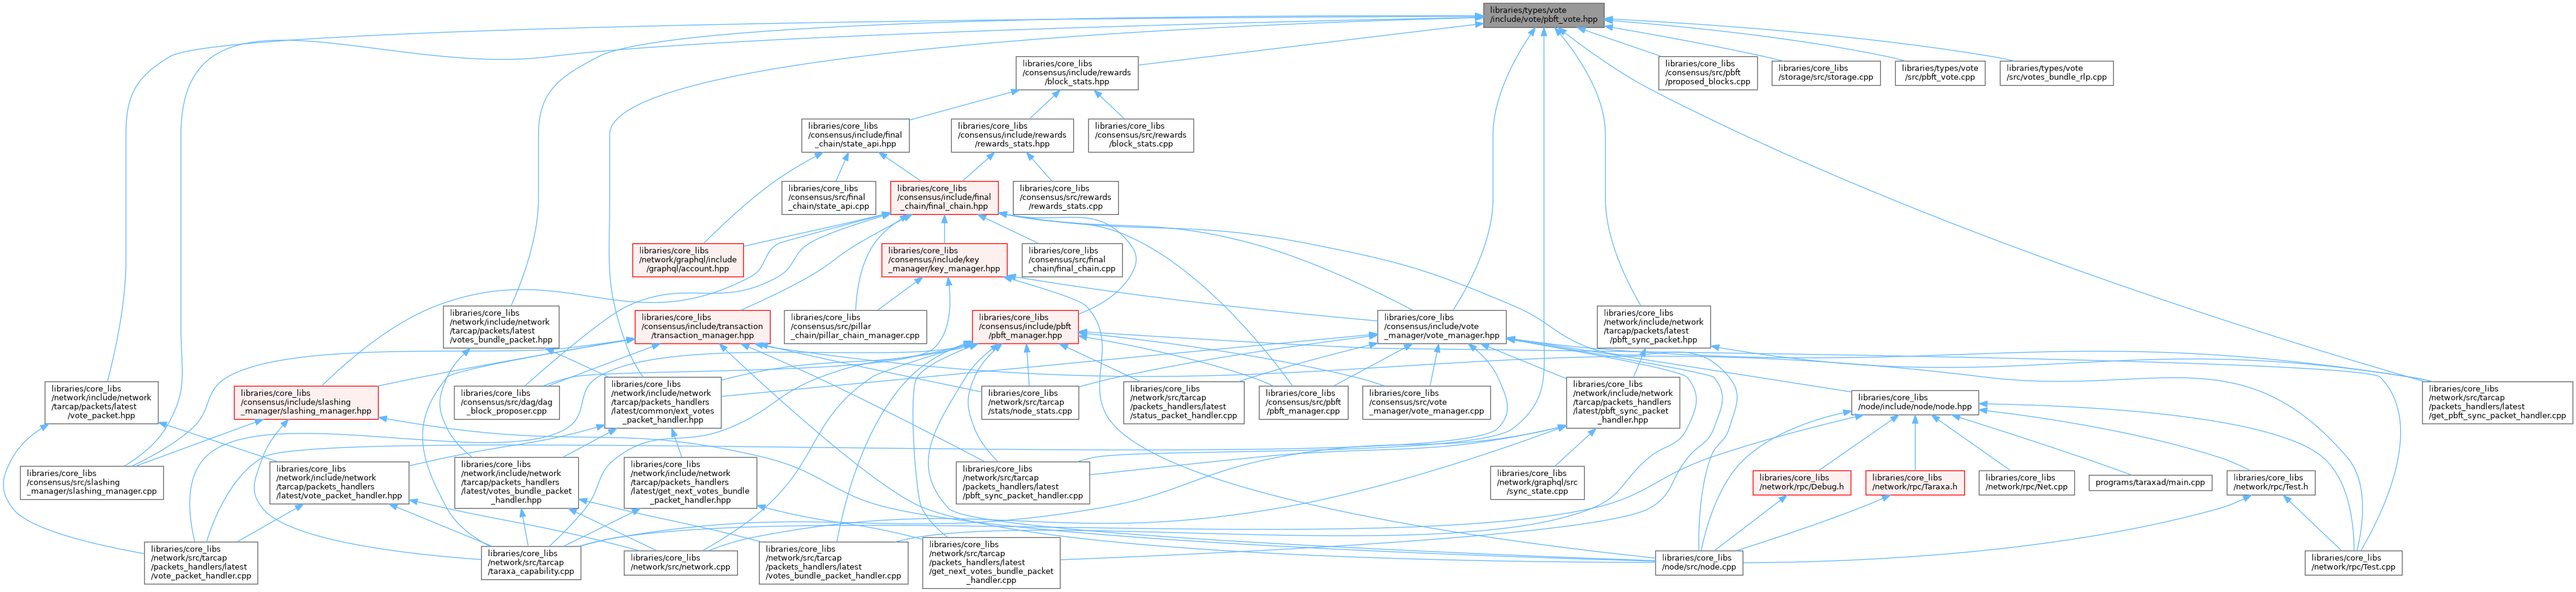 libraries/types/vote
/include/vote/pbft_vote.hpp
libraries/core_libs
/consensus/include/rewards
/block_stats.hpp
libraries/core_libs
/consensus/src/pbft
/proposed_blocks.cpp
libraries/core_libs
/storage/src/storage.cpp
libraries/types/vote
/src/pbft_vote.cpp
libraries/types/vote
/src/votes_bundle_rlp.cpp
libraries/core_libs
/consensus/include/final
_chain/state_api.hpp
libraries/core_libs
/consensus/include/rewards
/rewards_stats.hpp
libraries/core_libs
/consensus/src/rewards
/block_stats.cpp
libraries/core_libs
/consensus/src/final
_chain/state_api.cpp
libraries/core_libs
/consensus/include/final
_chain/final_chain.hpp
libraries/core_libs
/consensus/src/rewards
/rewards_stats.cpp
libraries/core_libs
/network/graphql/include
/graphql/account.hpp
libraries/core_libs
/consensus/include/key
_manager/key_manager.hpp
libraries/core_libs
/consensus/src/final
_chain/final_chain.cpp
libraries/core_libs
/network/include/network
/tarcap/packets/latest
/votes_bundle_packet.hpp
libraries/core_libs
/consensus/include/transaction
/transaction_manager.hpp
libraries/core_libs
/consensus/src/pillar
_chain/pillar_chain_manager.cpp
libraries/core_libs
/consensus/include/pbft
/pbft_manager.hpp
libraries/core_libs
/consensus/include/vote
_manager/vote_manager.hpp
libraries/core_libs
/network/include/network
/tarcap/packets/latest
/pbft_sync_packet.hpp
libraries/core_libs
/network/include/network
/tarcap/packets/latest
/vote_packet.hpp
libraries/core_libs
/consensus/include/slashing
_manager/slashing_manager.hpp
libraries/core_libs
/consensus/src/dag/dag
_block_proposer.cpp
libraries/core_libs
/network/include/network
/tarcap/packets_handlers
/latest/common/ext_votes
_packet_handler.hpp
libraries/core_libs
/network/src/tarcap
/stats/node_stats.cpp
libraries/core_libs
/network/src/tarcap
/packets_handlers/latest
/status_packet_handler.cpp
libraries/core_libs
/consensus/src/pbft
/pbft_manager.cpp
libraries/core_libs
/consensus/src/vote
_manager/vote_manager.cpp
libraries/core_libs
/network/include/network
/tarcap/packets_handlers
/latest/pbft_sync_packet
_handler.hpp
libraries/core_libs
/node/include/node/node.hpp
libraries/core_libs
/network/src/tarcap
/packets_handlers/latest
/get_pbft_sync_packet_handler.cpp
libraries/core_libs
/consensus/src/slashing
_manager/slashing_manager.cpp
libraries/core_libs
/network/include/network
/tarcap/packets_handlers
/latest/vote_packet_handler.hpp
libraries/core_libs
/network/include/network
/tarcap/packets_handlers
/latest/votes_bundle_packet
_handler.hpp
libraries/core_libs
/network/include/network
/tarcap/packets_handlers
/latest/get_next_votes_bundle
_packet_handler.hpp
libraries/core_libs
/network/src/tarcap
/packets_handlers/latest
/pbft_sync_packet_handler.cpp
libraries/core_libs
/network/graphql/src
/sync_state.cpp
libraries/core_libs
/network/rpc/Debug.h
libraries/core_libs
/network/rpc/Taraxa.h
libraries/core_libs
/network/rpc/Net.cpp
programs/taraxad/main.cpp
libraries/core_libs
/network/rpc/Test.h
libraries/core_libs
/network/src/tarcap
/packets_handlers/latest
/vote_packet_handler.cpp
libraries/core_libs
/network/src/tarcap
/taraxa_capability.cpp
libraries/core_libs
/network/src/network.cpp
libraries/core_libs
/network/src/tarcap
/packets_handlers/latest
/votes_bundle_packet_handler.cpp
libraries/core_libs
/network/src/tarcap
/packets_handlers/latest
/get_next_votes_bundle_packet
_handler.cpp
libraries/core_libs
/node/src/node.cpp
libraries/core_libs
/network/rpc/Test.cpp